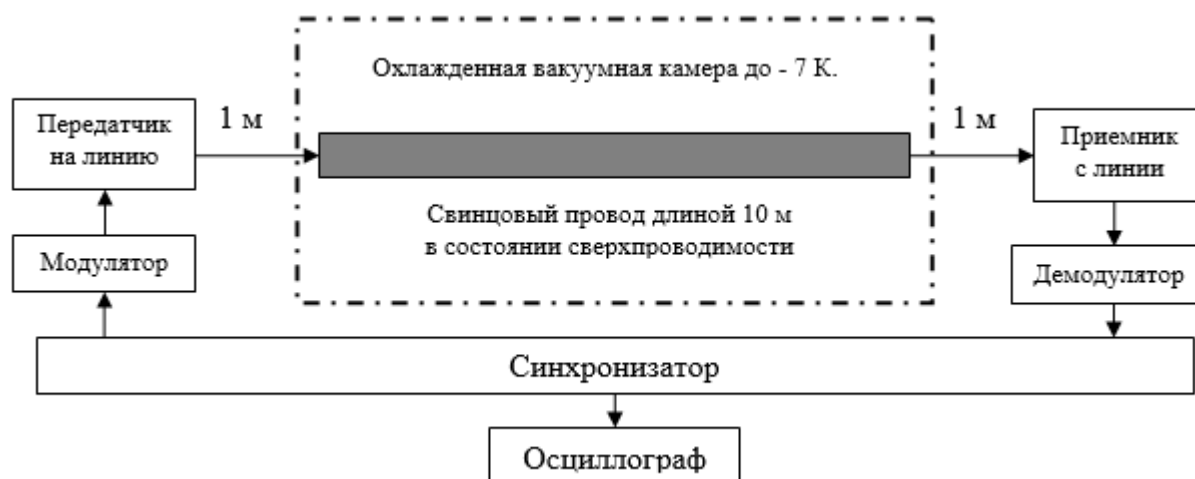 Охлажденная вакуумная камера до - 7 К.
Передатчик
на линию
1 м
1 м
Приемник
с линии
Свинцовый провод длиной 10 м
в состоянии сверхпроводимости
Модулятор
Демодулятор
Синхронизатор
Осциллограф